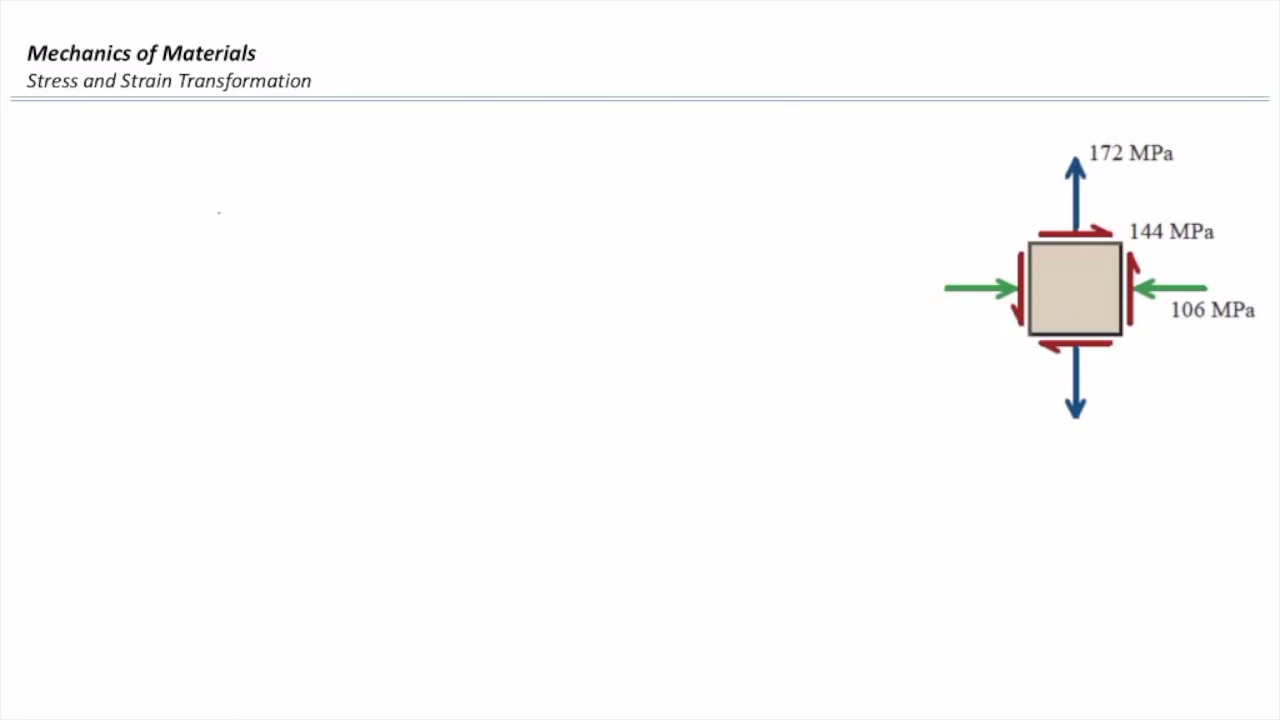 Mechanics of Materials
Stress and Strain Transformation
172 MPa
144 MPa
106 MPa